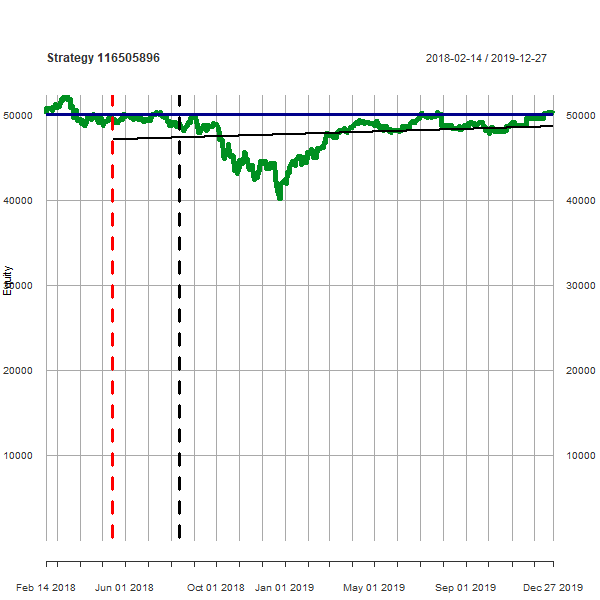 Strategy 116505896 2018-02-14 / 2019-12-27
50000 50000
40000 40000
Equity
30000 30000
20000 20000
10000 10000
Feb 14 2018 Jun 01 2018 Oct 01 2018 Jan 01 2019 May 01 2019 Sep 01 2019 Dec 27 2019